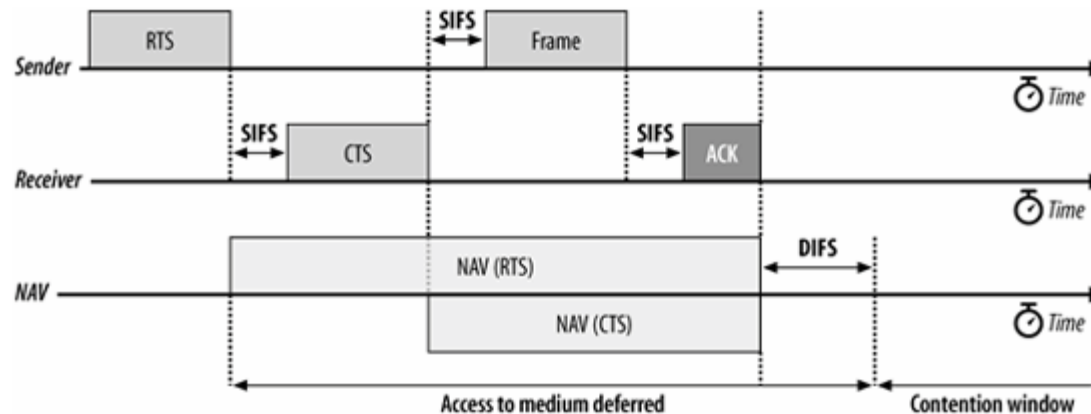 SIFS
RTS
Frame
Sender
Time
SIFS
SIFS
CTS
ACK
Receiver
Time
DIFS
NAV (RTS)
NAV
NAV (CTS)
Time
Access to medium deferred
Contention window